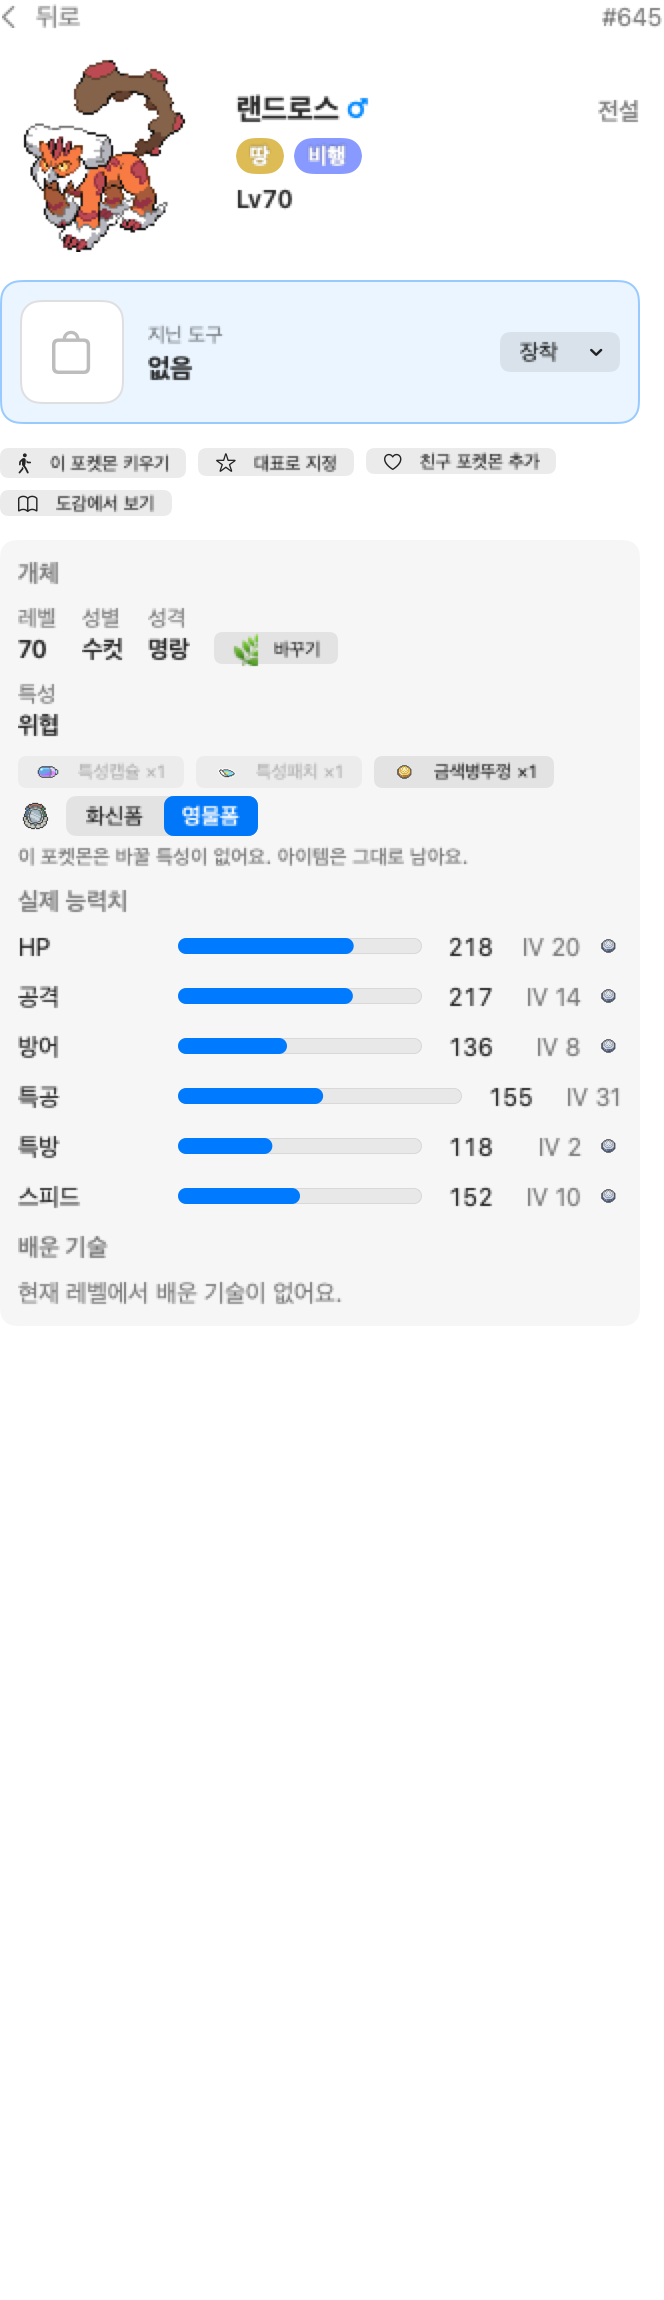 뒤로 #645
랜드로스 ♂ 전설
땅 비행
Lv70
지닌 도구
없음
장착
이 포켓몬 키우기 대표로 지정 친구 포켓몬 추가
도감에서 보기
개체
레벨 성별 성격
70 수컷 명랑 바꾸기
특성
위협
특성캡슐 ×1 특성패치 ×1 금색병뚜껑 ×1
화신폼 영물폼
이 포켓몬은 바꿀 특성이 없어요. 아이템은 그대로 남아요.
실제 능력치
HP 218 IV 20
공격 217 IV 14
방어 136 IV 8
특공 155 IV 31
특방 118 IV 2
스피드 152 IV 10
배운 기술
현재 레벨에서 배운 기술이 없어요.